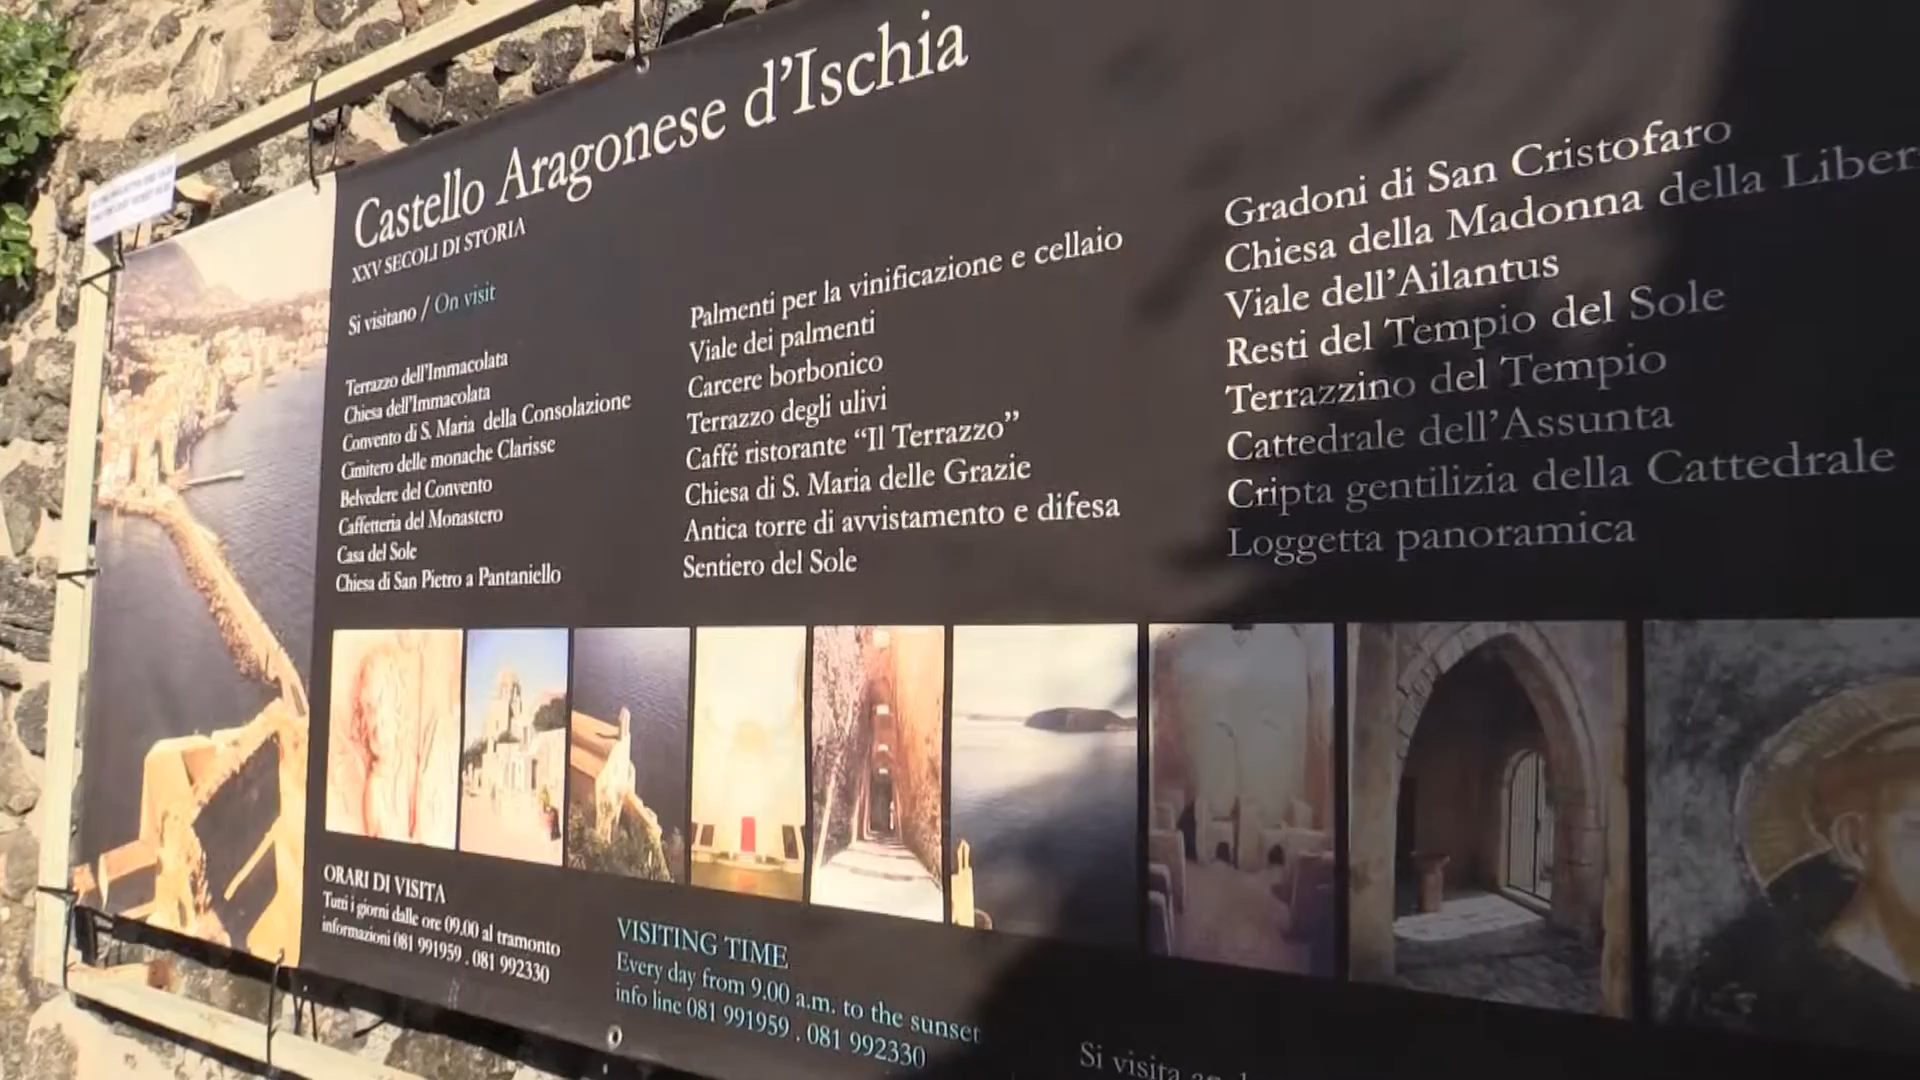 Castello Aragonese d'Ischia
XXV SECOLI DI STORIA
Si visitano / On visit
Terrazzo dell'Immacolata
Chiesa dell'Immacolata
Convento di S. Maria della Consolazione
Cimitero delle monache Clarisse
Belvedere del Convento
Caffetteria del Monastero
Casa del Sole
Chiesa di San Pietro a Pantaniello
Palmenti per la vinificazione e cellaio
Viale dei palmenti
Carcere borbonico
Terrazzo degli ulivi
Caffé ristorante “Il Terrazzo”
Chiesa di S. Maria delle Grazie
Antica torre di avvistamento e difesa
Sentiero del Sole
Gradoni di San Cristofaro
Chiesa della Madonna della Liber
Viale dell'Ailantus
Resti del Tempio del Sole
Terrazzino del Tempio
Cattedrale dell'Assunta
Cripta gentilizia della Cattedrale
Loggetta panoramica
ORARI DI VISITA
Tutti i giorni dalle ore 09.00 al tramonto
informazioni 081 991959 . 081 992330
VISITING TIME
Every day from 9.00 a.m. to the sunset
info line 081 991959 . 081 992330
Si visita